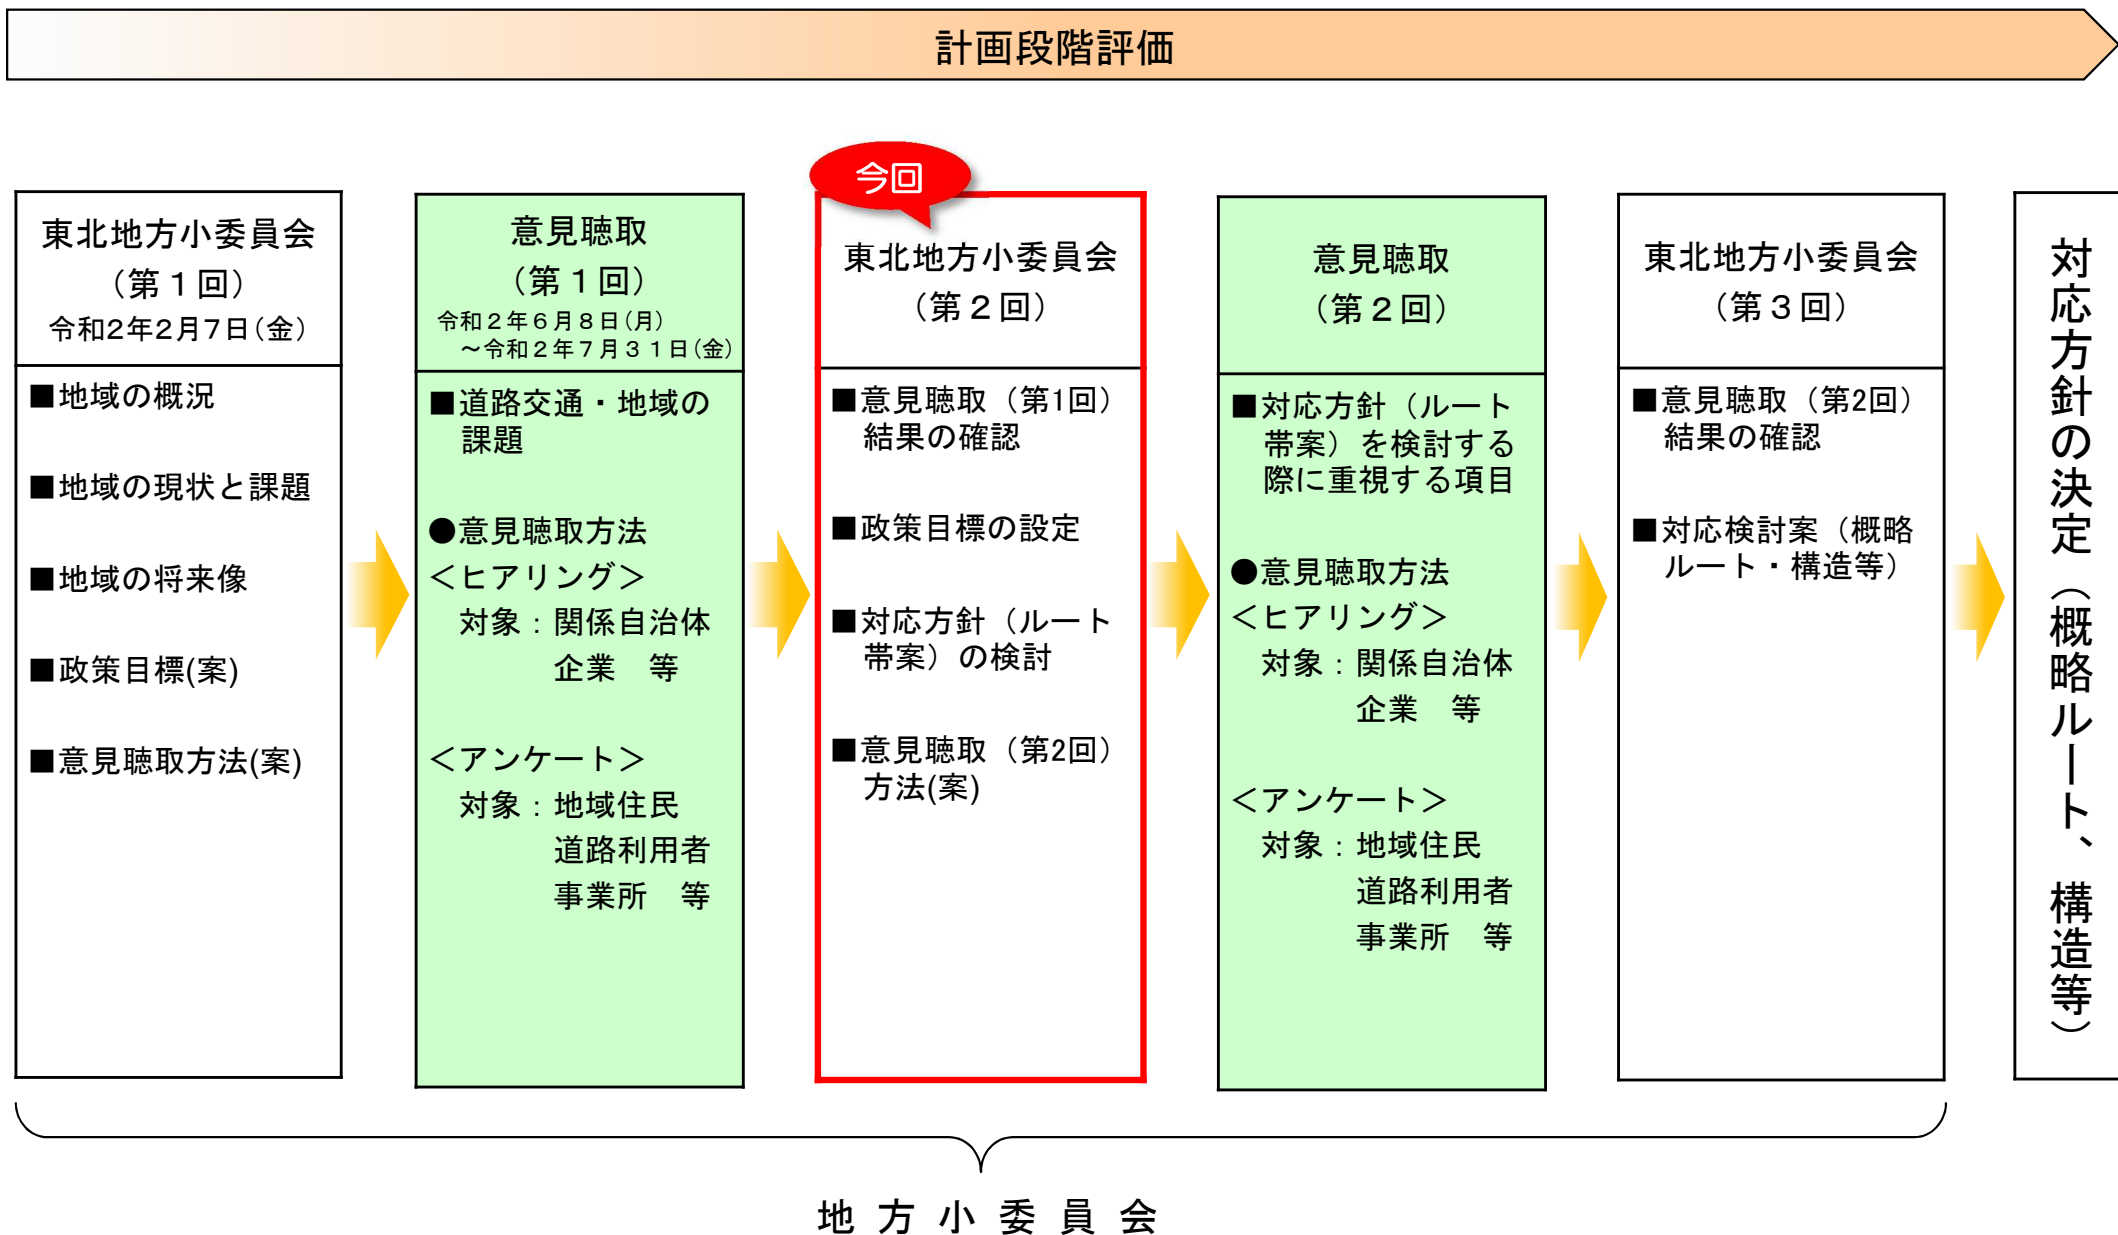 計画段階評価
東北地方小委員会
（第１回）
令和2年2月7日（金）
■地域の概況
■地域の現状と課題
■地域の将来像
■政策目標(案)
■意見聴取方法(案)
意見聴取
（第１回）
令和２年６月８日（月）
～令和２年７月３１日（金）
■道路交通・地域の
課題
●意見聴取方法
＜ヒアリング＞
対象：関係自治体
企業　等
＜アンケート＞
対象：地域住民
道路利用者
事業所　等
今回
東北地方小委員会
（第２回）
■意見聴取（第1回）
結果の確認
■政策目標の設定
■対応方針（ルート
帯案）の検討
■意見聴取（第2回）
方法(案)
意見聴取
（第２回）
■対応方針（ルート
帯案）を検討する
際に重視する項目
●意見聴取方法
＜ヒアリング＞
対象：関係自治体
企業　等
＜アンケート＞
対象：地域住民
道路利用者
事業所　等
東北地方小委員会
（第３回）
■意見聴取（第2回）
結果の確認
■対応検討案（概略
ルート・構造等）
対応方針の決定（概略ルート、構造等）
地方小委員会